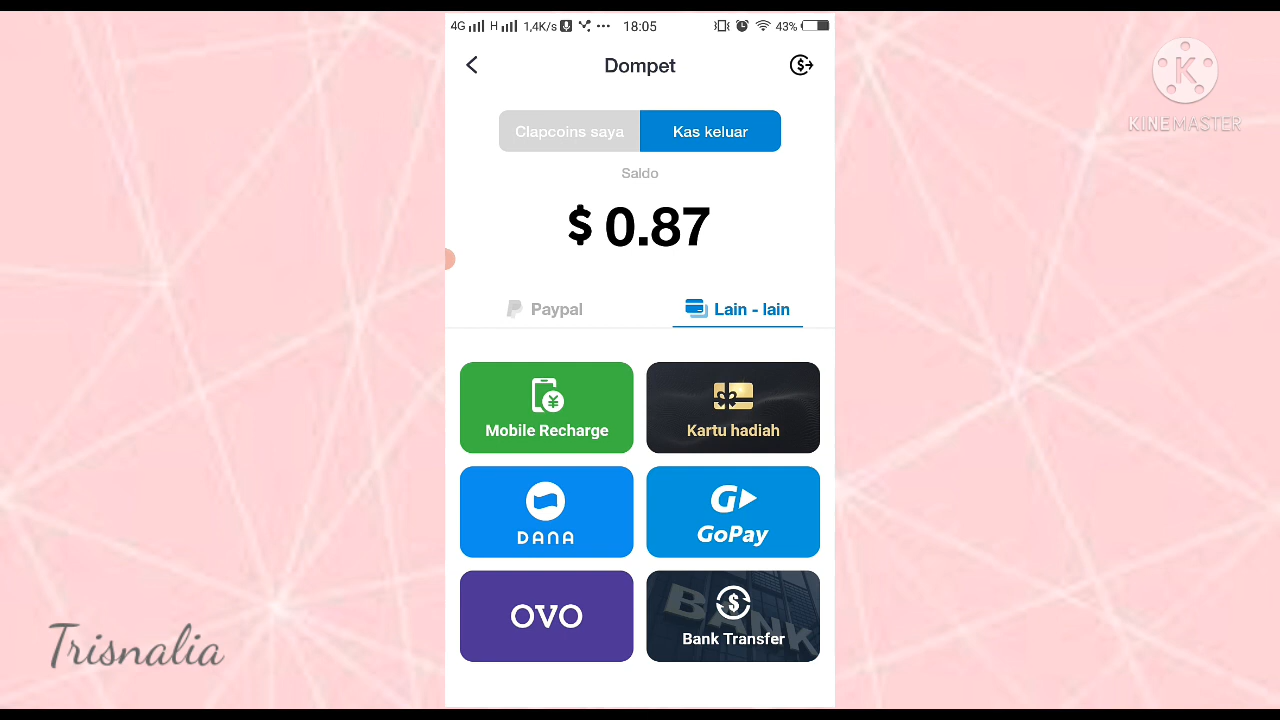 4G H 1,4K/s 18:05 43%
Dompet
Clapcoins saya Kas keluar
Saldo
$ 0.87
Paypal Lain - lain
Mobile Recharge Kartu hadiah
DANA GoPay
OVO BANK Bank Transfer
K
KINEMASTER
Trisnalia